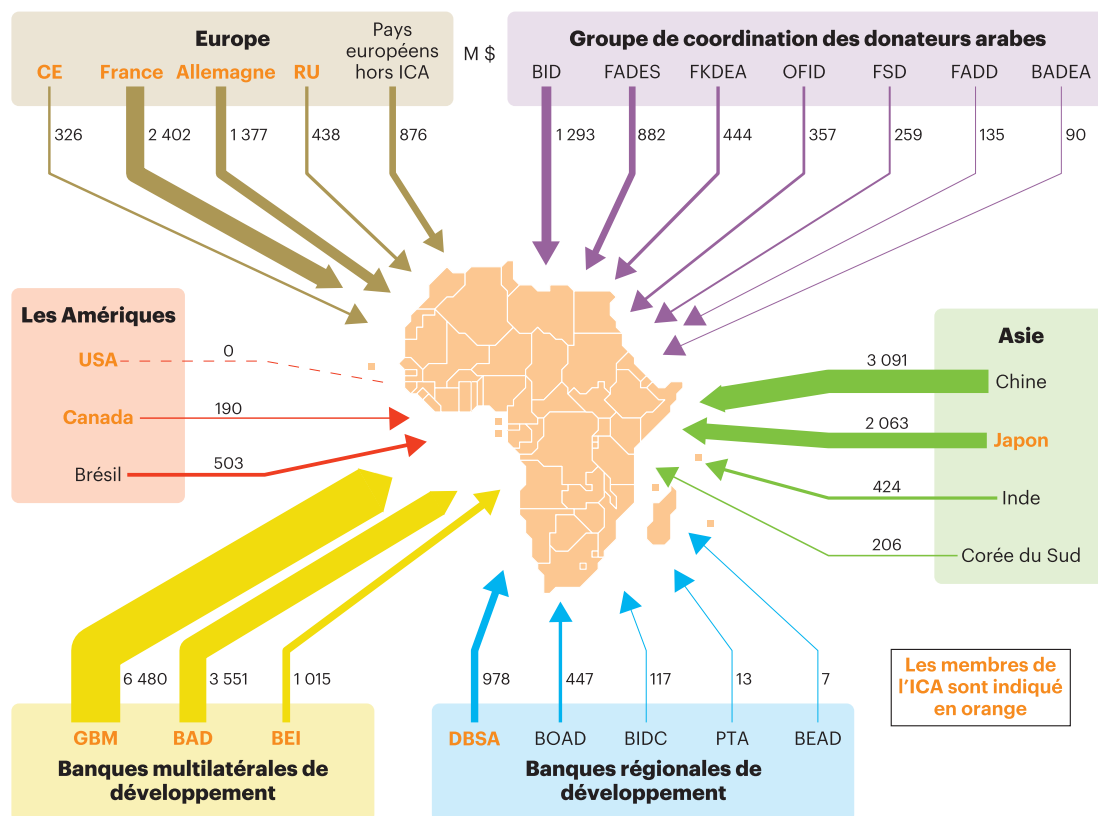 Europe
CE
France
Allemagne
RU
Pays
européens
hors ICA
326
2 402
1 377
438
876
M $
Groupe de coordination des donateurs arabes
BID
FADES
FKDEA
OFID
FSD
FADD
BADEA
1 293
882
444
357
259
135
90
Les Amériques
USA
0
Canada
190
Brésil
503
Asie
3 091
Chine
2 063
Japon
424
Inde
206
Corée du Sud
6 480
3 551
1 015
GBM
BAD
BEI
Banques multilatérales de
développement
978
447
117
13
7
DBSA
BOAD
BIDC
PTA
BEAD
Banques régionales de
développement
Les membres de
l’ICA sont indiqué
en orange